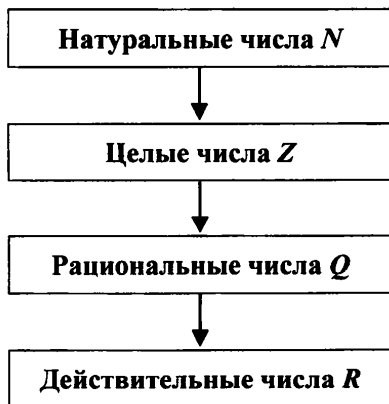 Натуральные числа N
Целые числа Z
Рациональные числа Q
Действительные числа R